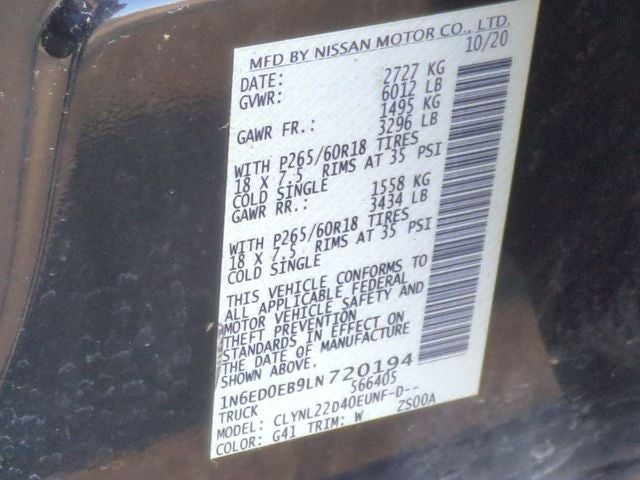 MFD BY NISSAN MOTOR CO., LTD.
DATE: 10/20
GVWR: 2727 KG
6012 LB
GAWR FR.: 1495 KG
3296 LB
WITH P265/60R18 TIRES
18 X 7.5 RIMS AT 35 PSI
COLD SINGLE
GAWR RR.: 1558 KG
3434 LB
WITH P265/60R18 TIRES
18 X 7.5 RIMS AT 35 PSI
COLD SINGLE
THIS VEHICLE CONFORMS TO
ALL APPLICABLE FEDERAL
MOTOR VEHICLE SAFETY AND
THEFT PREVENTION
STANDARDS IN EFFECT ON
THE DATE OF MANUFACTURE
SHOWN ABOVE.
1N6ED0EB9LN720194
TRUCK 566405
MODEL: CLYNL22D40EUNF-D--
COLOR: G41 TRIM: W ZS00A